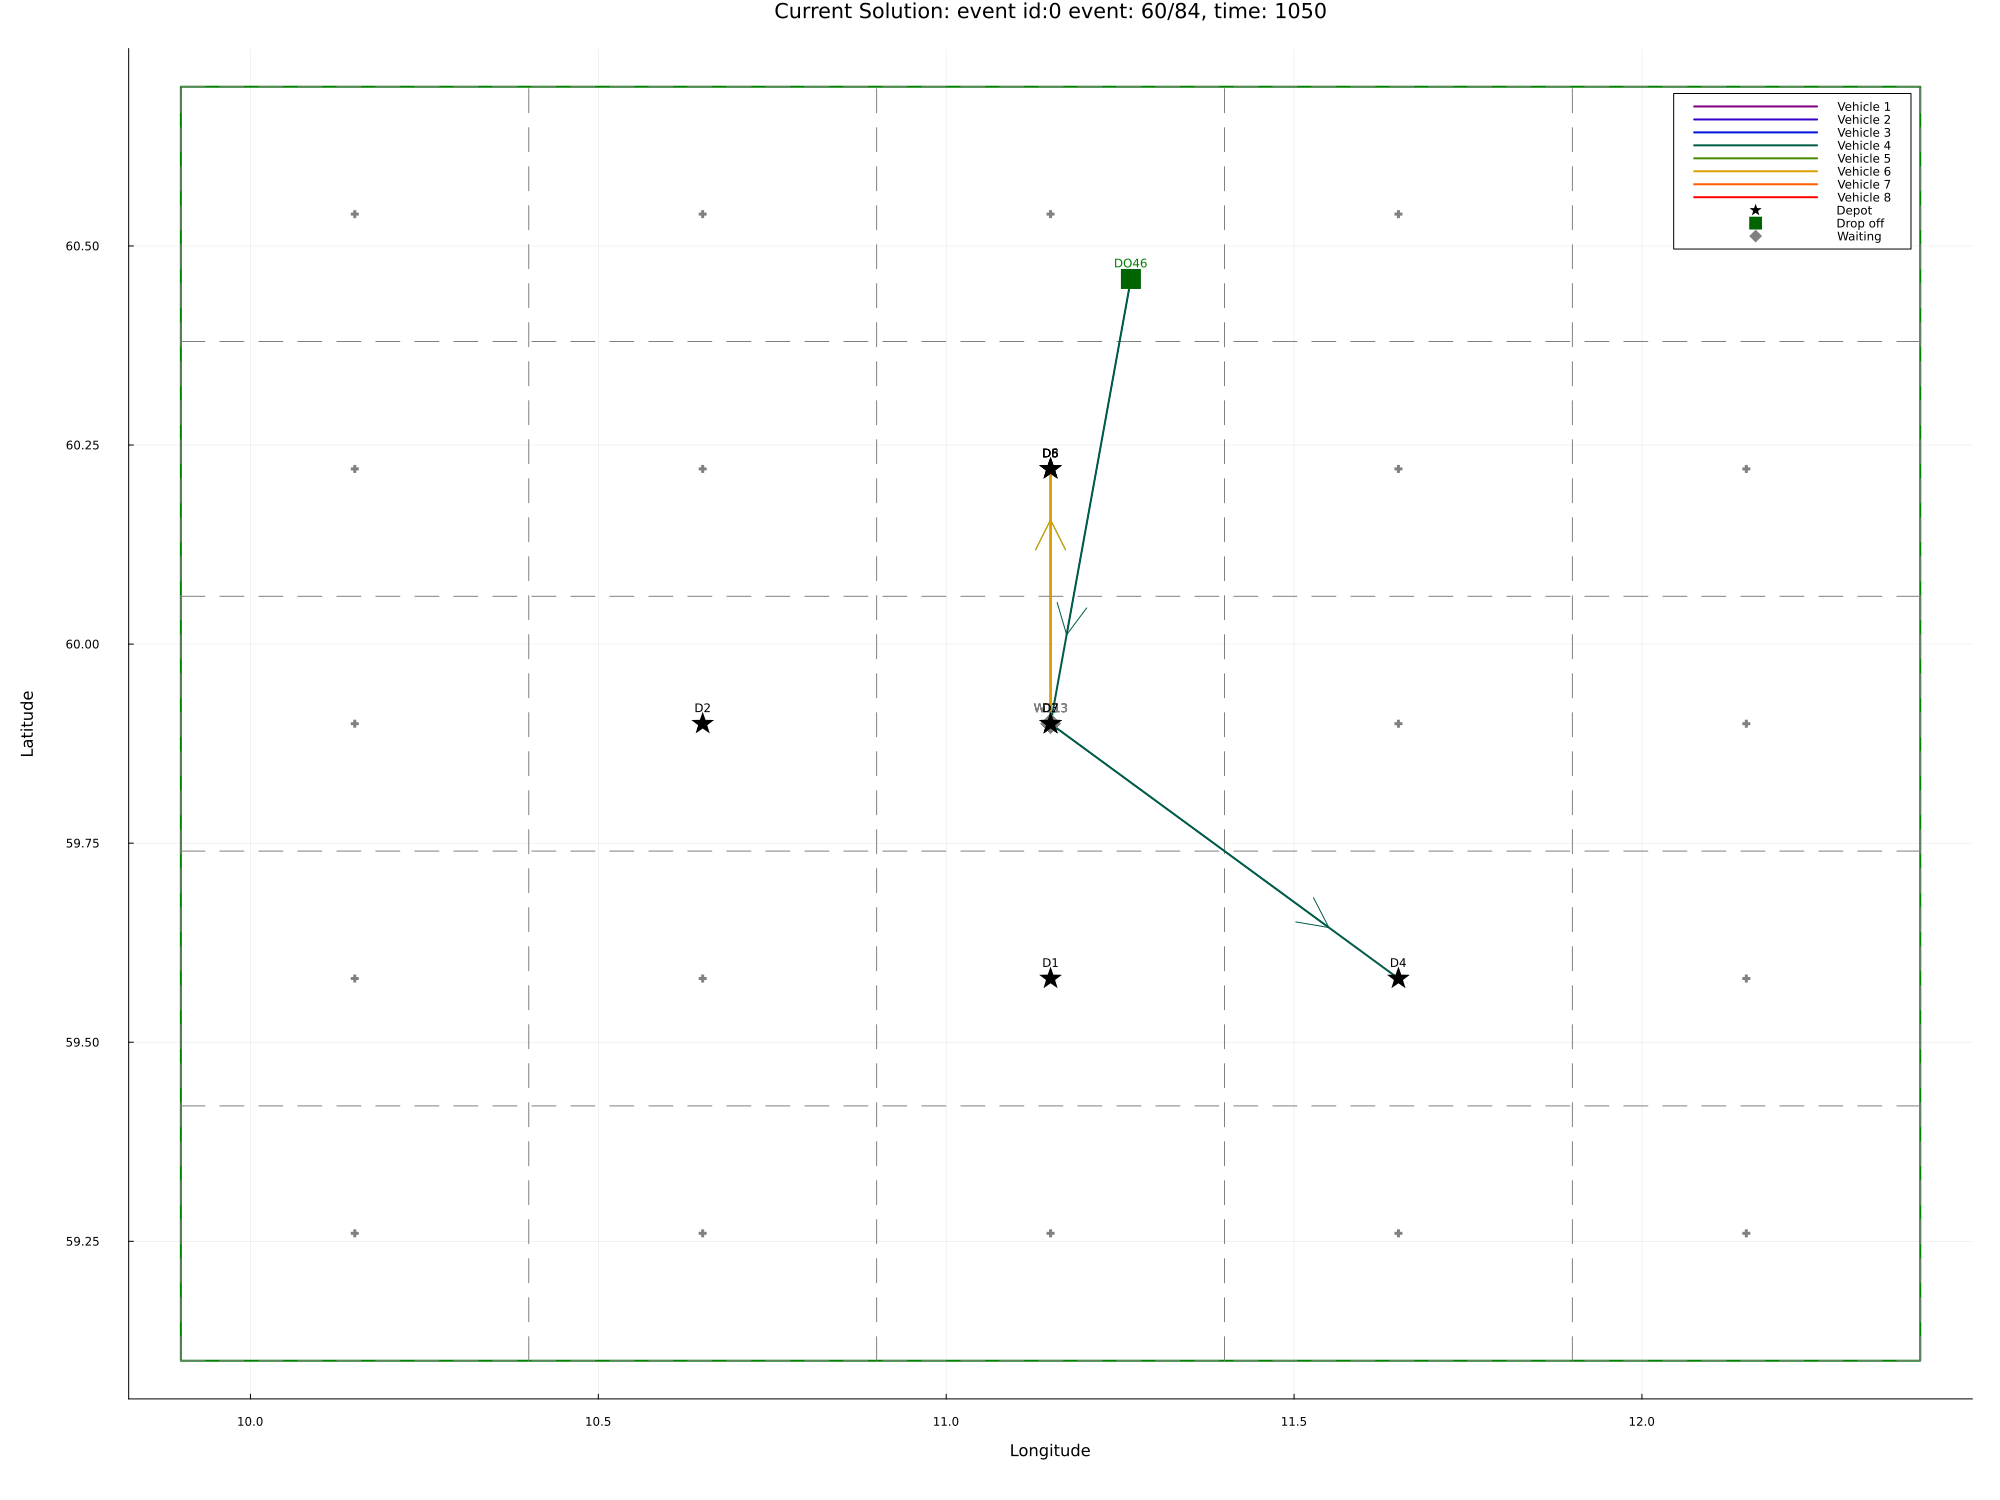 Current Solution: event id:0 event: 60/84, time: 1050
Vehicle 1
Vehicle 2
Vehicle 3
Vehicle 4
Vehicle 5
Vehicle 6
Vehicle 7
Vehicle 8
Depot
Drop off
Waiting
60.50
60.25
60.00
59.75
59.50
59.25
Latitude
DO46
D2
D1
D4
10.0
10.5
11.0
11.5
12.0
Longitude